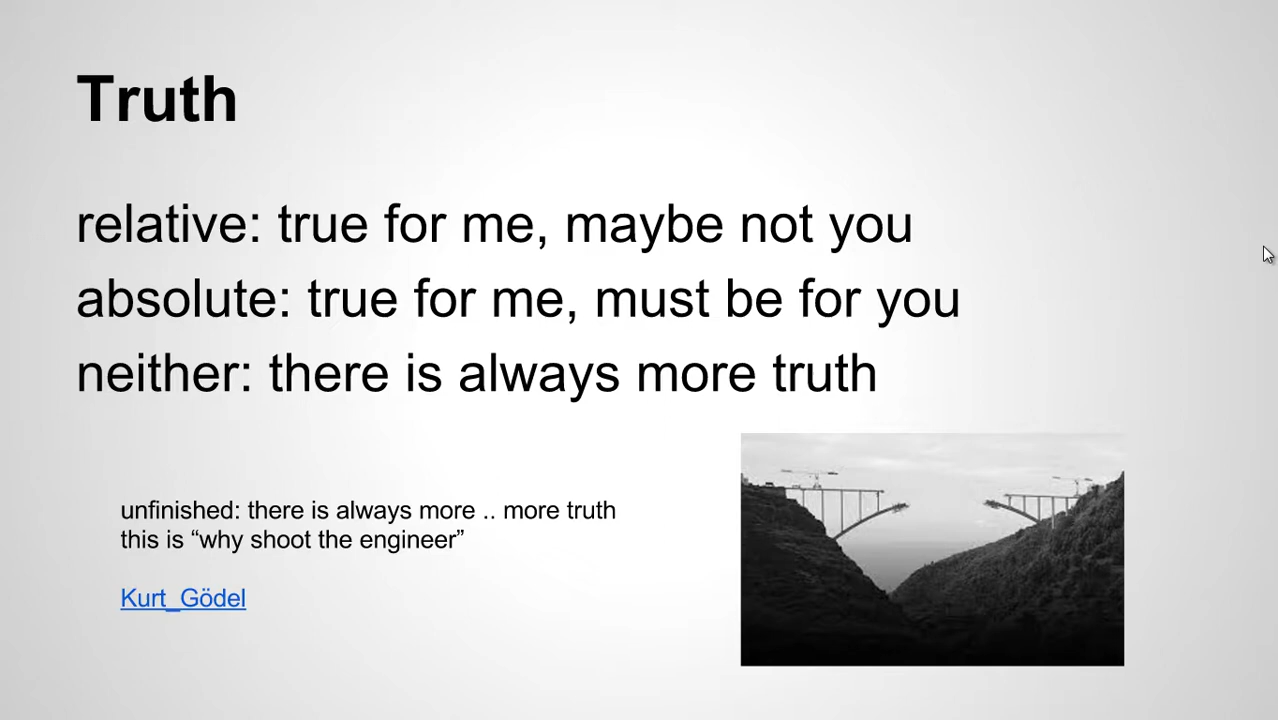 Truth
relative: true for me, maybe not you
absolute: true for me, must be for you
neither: there is always more truth
unfinished: there is always more .. more truth
this is “why shoot the engineer”
Kurt_Gödel